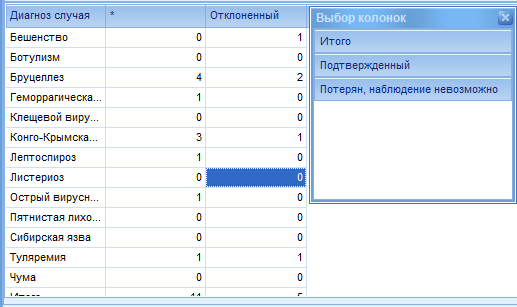 Диагноз случая * Отклоненный
Бешенство 0 1
Ботулизм 0 0
Бруцеллез 4 2
Геморрагическа... 1 0
Клещевой виру... 0 0
Конго-Крымска... 3 1
Лептоспироз 1 0
Листериоз 0 0
Острый вирусн... 1 0
Пятнистая лихо... 0 0
Сибирская язва 0 0
Туляремия 1 1
Чума 0 0
Итого 11 5
Выбор колонок
Итого
Подтвержденный
Потерян, наблюдение невозможно